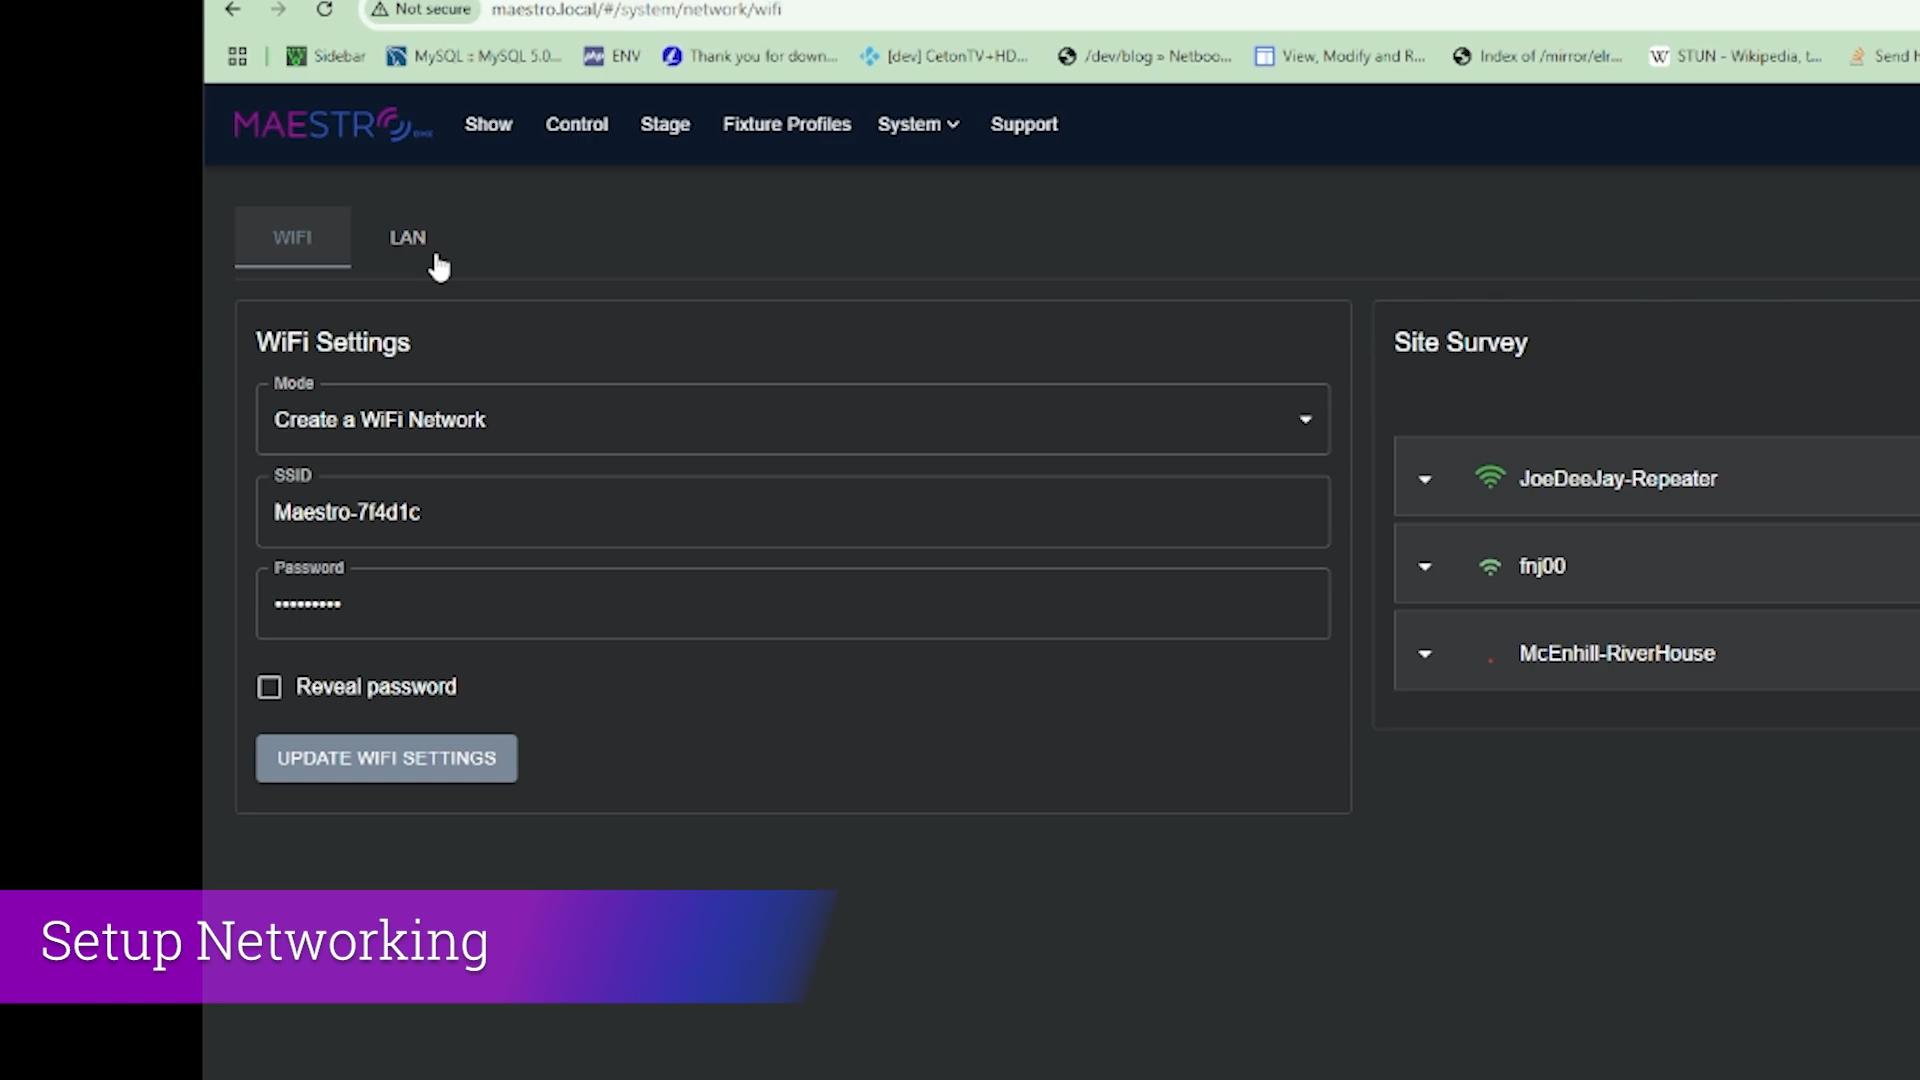 Not secure maestro.local/#/system/network/wifi
Sidebar MySQL :: MySQL 5.0... ENV Thank you for down... [dev] CetonTV+HD... /dev/blog » Netboo... View, Modify and R... Index of /mirror/elr... W STUN - Wikipedia, t... Send h
MAESTRO DMX Show Control Stage Fixture Profiles System Support
WIFI LAN
WiFi Settings
Mode
Create a WiFi Network
SSID
Maestro-7f4d1c
Password
•••••••••
Reveal password
UPDATE WIFI SETTINGS
Site Survey
JoeDeeJay-Repeater
fnj00
McEnhill-RiverHouse
Setup Networking